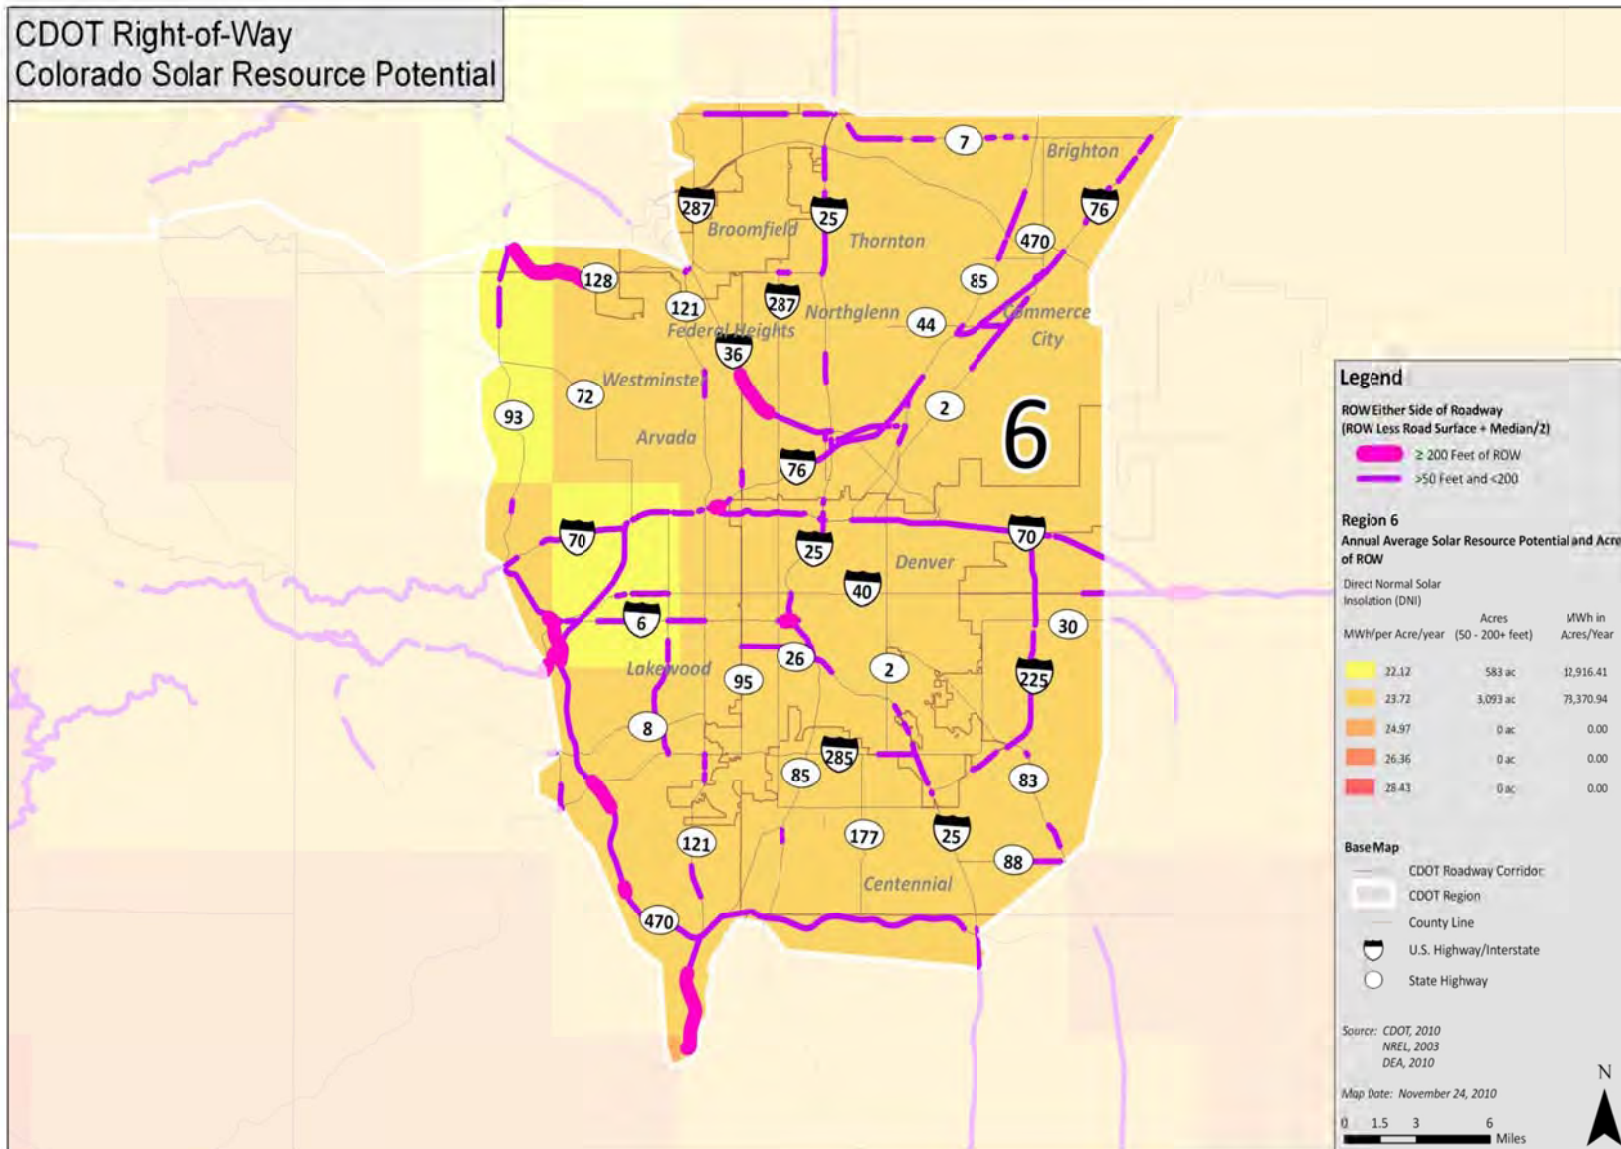 CDOT Right-of-Way
Colorado Solar Resource Potential
7
Brighton
287
25
76
Broomfield
Thornton
470
128
85
121
287
Northglenn
44
Commerce
City
Federal Heights
36
Westminster
72
93
2
6
Arvada
76
70
25
70
Denver
40
6
30
26
Lakewood
95
2
225
8
285
85
83
121
177
25
88
Centennial
470
Legend
ROW Either Side of Roadway
(ROW Less Road Surface + Median/2)
≥ 200 Feet of ROW
>50 Feet and <200
Region 6
Annual Average Solar Resource Potential and Acre
of ROW
Direct Normal Solar
Insolation (DNI)
MWh/per Acre/year
Acres
(50 - 200+ feet)
MWh in
Acres/Year
22.12 583 ac 12,916.41
23.72 3,093 ac 73,370.94
24.97 0 ac 0.00
26.36 0 ac 0.00
28.43 0 ac 0.00
Base Map
CDOT Roadway Corridor
CDOT Region
County Line
U.S. Highway/Interstate
State Highway
Source: CDOT, 2010
NREL, 2003
DEA, 2010
Map Date: November 24, 2010
N
0 1.5 3 6
Miles